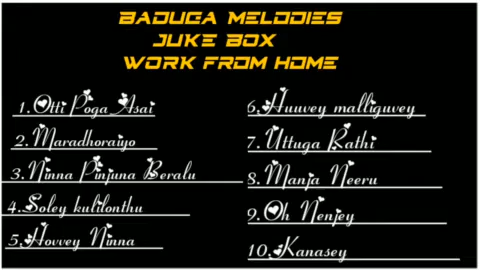 BADUGA MELODIES
JUKE BOX
WORK FROM HOME
1.Otti Poga Asai
2.Maradhoraiyo
3.Ninna Pinjuna Beralu
4.Soley kulilonthu
5.Hovvey Ninna
6.Huuvey malliguvey
7.Uttuga Rathi
8.Manja Neeru
9.Oh Nenjey
10.Kanasey